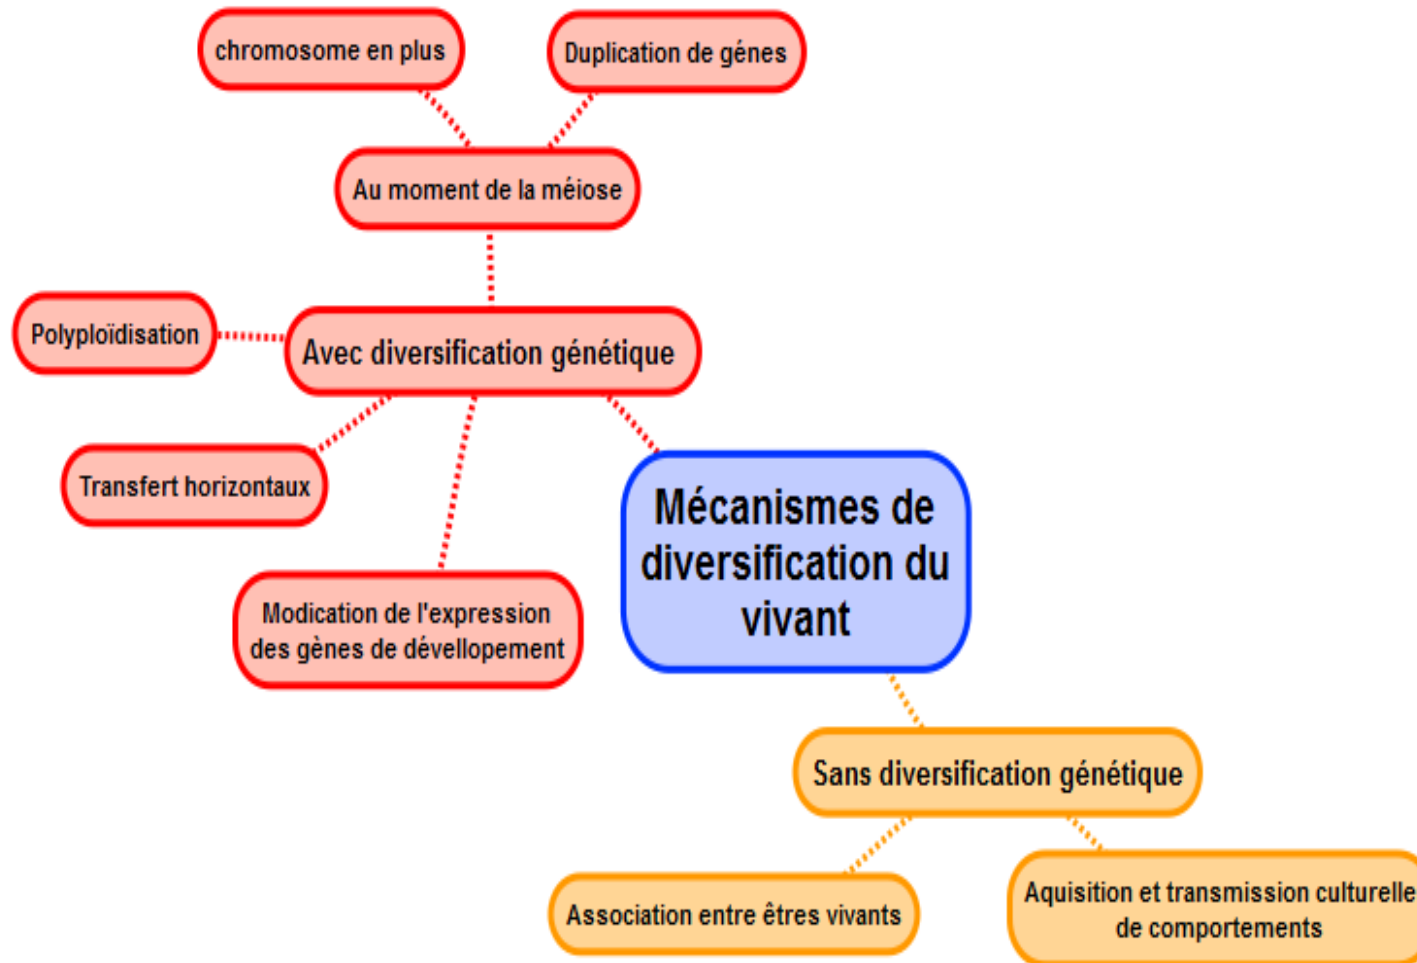 chromosome en plus
Duplication de génes
Au moment de la méiose
Polyploïdisation
Avec diversification génétique
Transfert horizontaux
Modication de l'expression
des gènes de dévellopement
Mécanismes de
diversification du
vivant
Sans diversification génétique
Association entre êtres vivants
Aquisition et transmission culturelle
de comportements